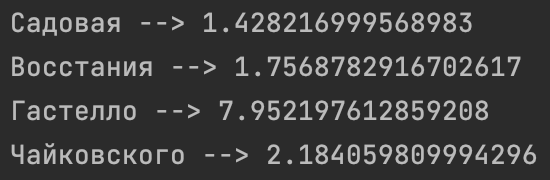 Садовая --> 1.428216999568983
Восстания --> 1.7568782916702617
Гастелло --> 7.952197612859208
Чайковского --> 2.184059809994296